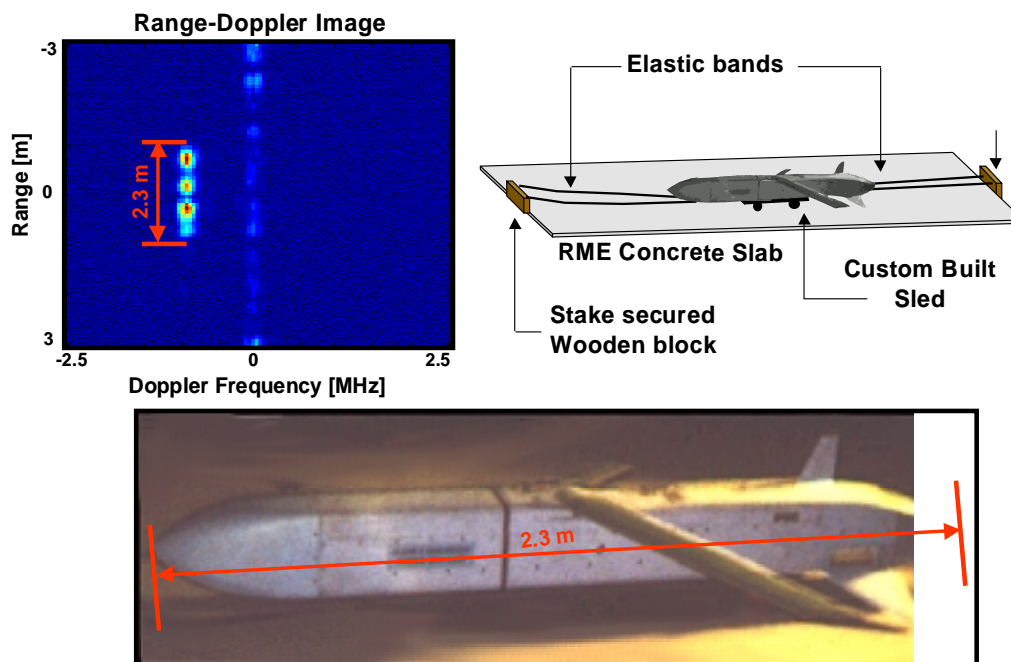 Range-Doppler Image
-3
0
3
Range [m]
2.3 m
-2.5
0
2.5
Doppler Frequency [MHz]
Elastic bands
RME Concrete Slab
Custom Built
Sled
Stake secured
Wooden block
2.3 m